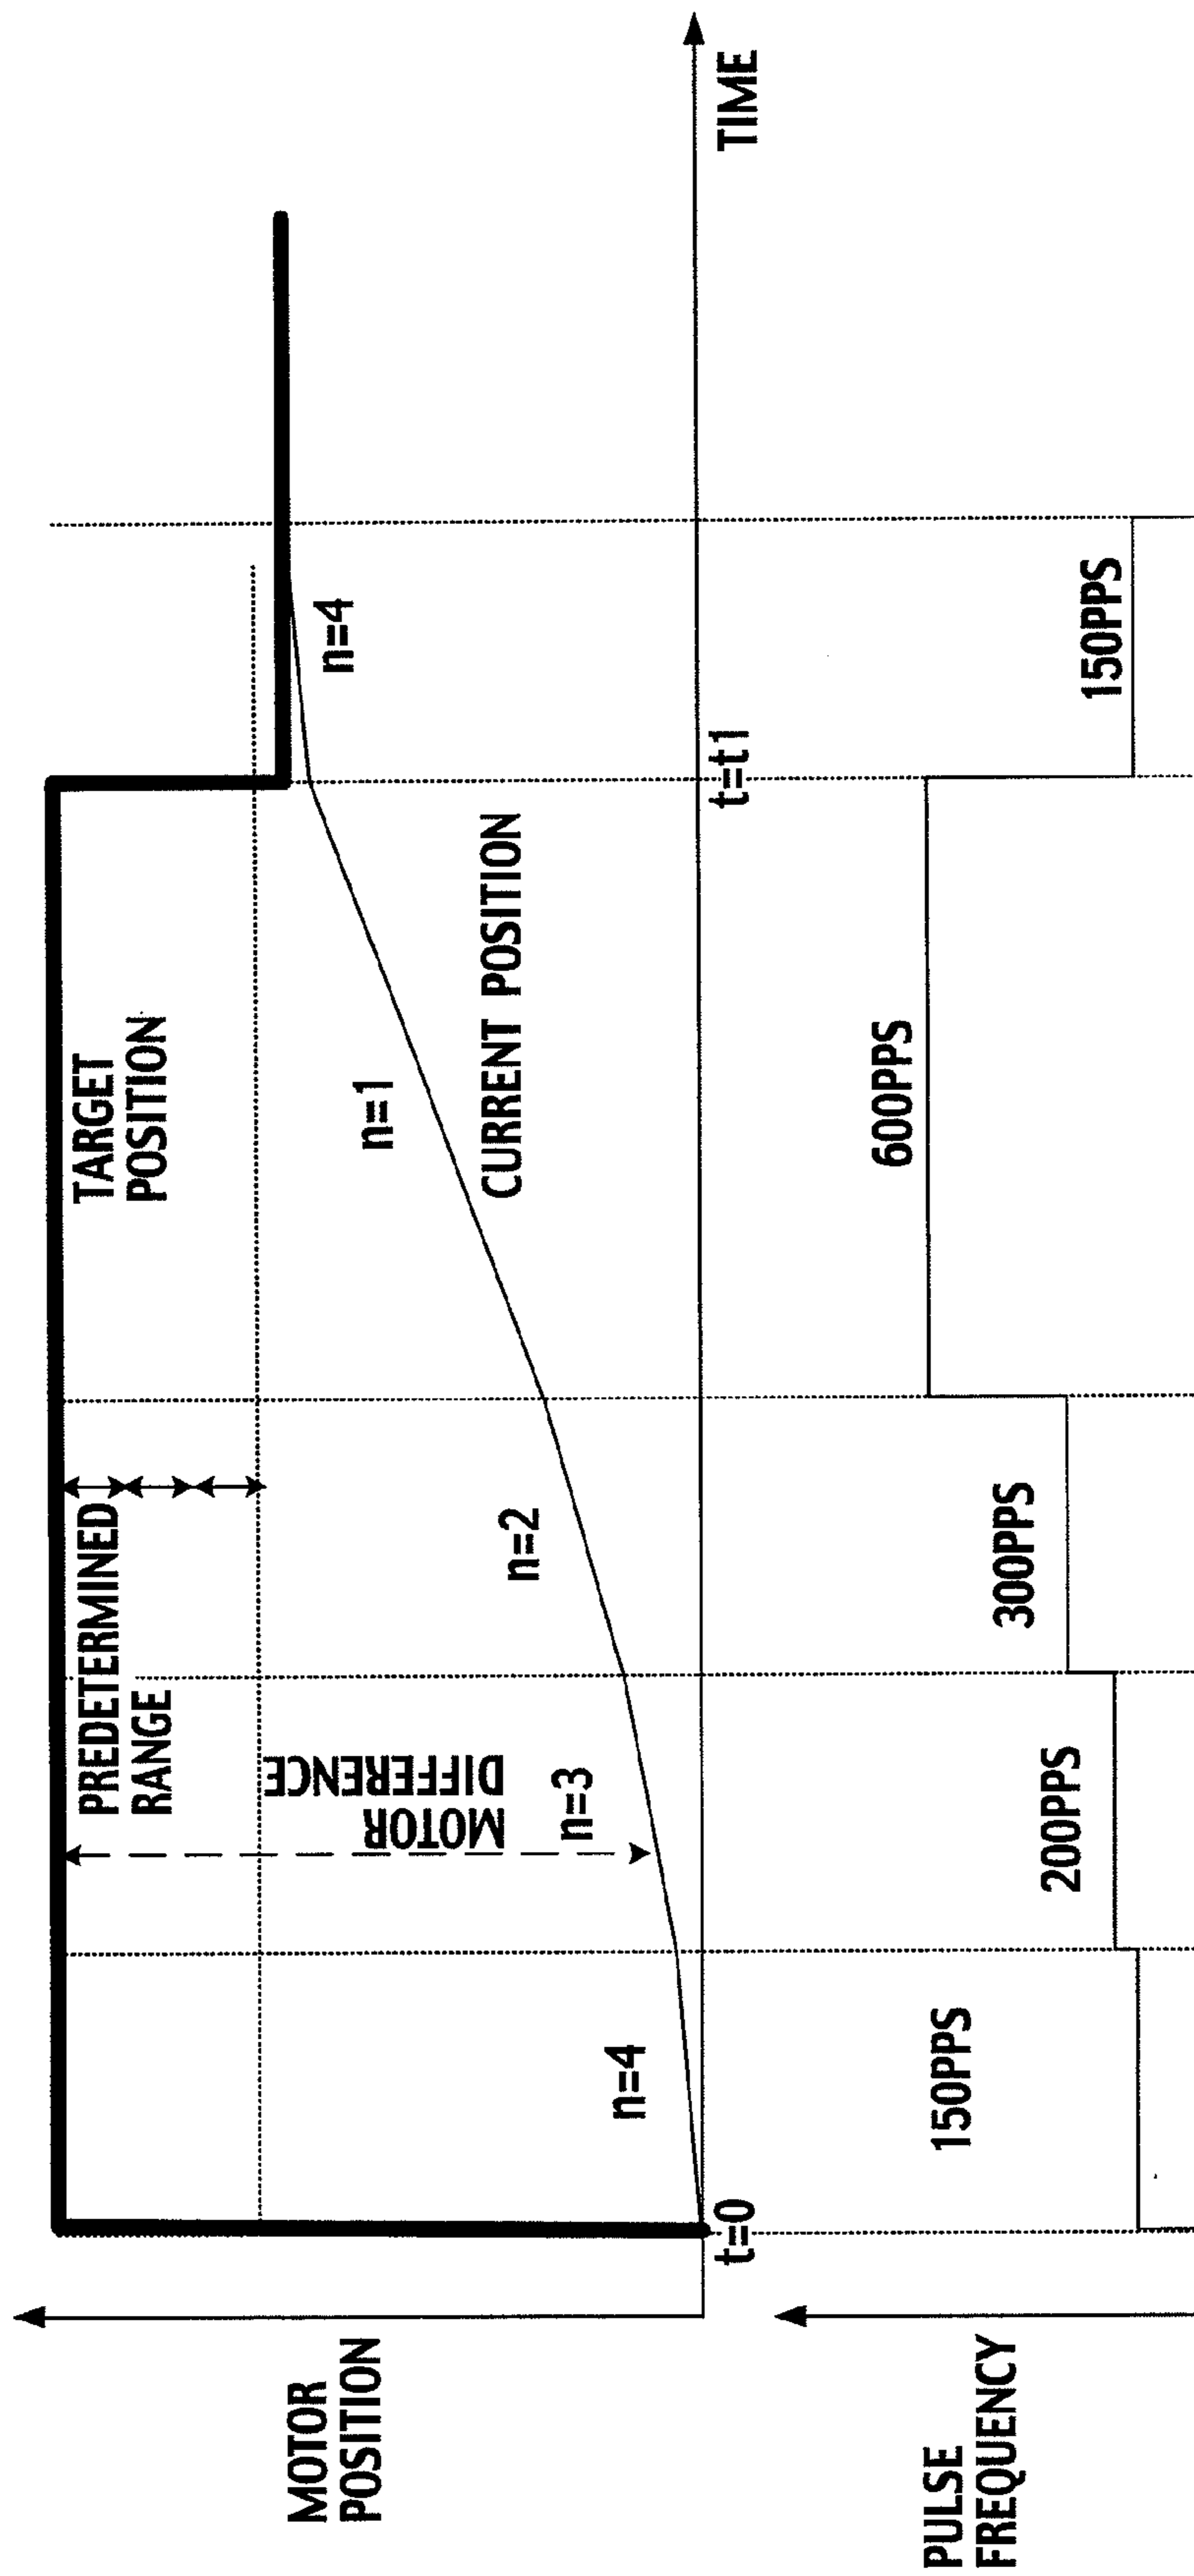 MOTOR
POSITION
PREDETERMINED
RANGE
TARGET
POSITION
MOTOR
DIFFERENCE
n=4
n=3
n=2
n=1
n=4
CURRENT POSITION
t=0
t=t1
TIME
PULSE
FREQUENCY
150PPS
200PPS
300PPS
600PPS
150PPS